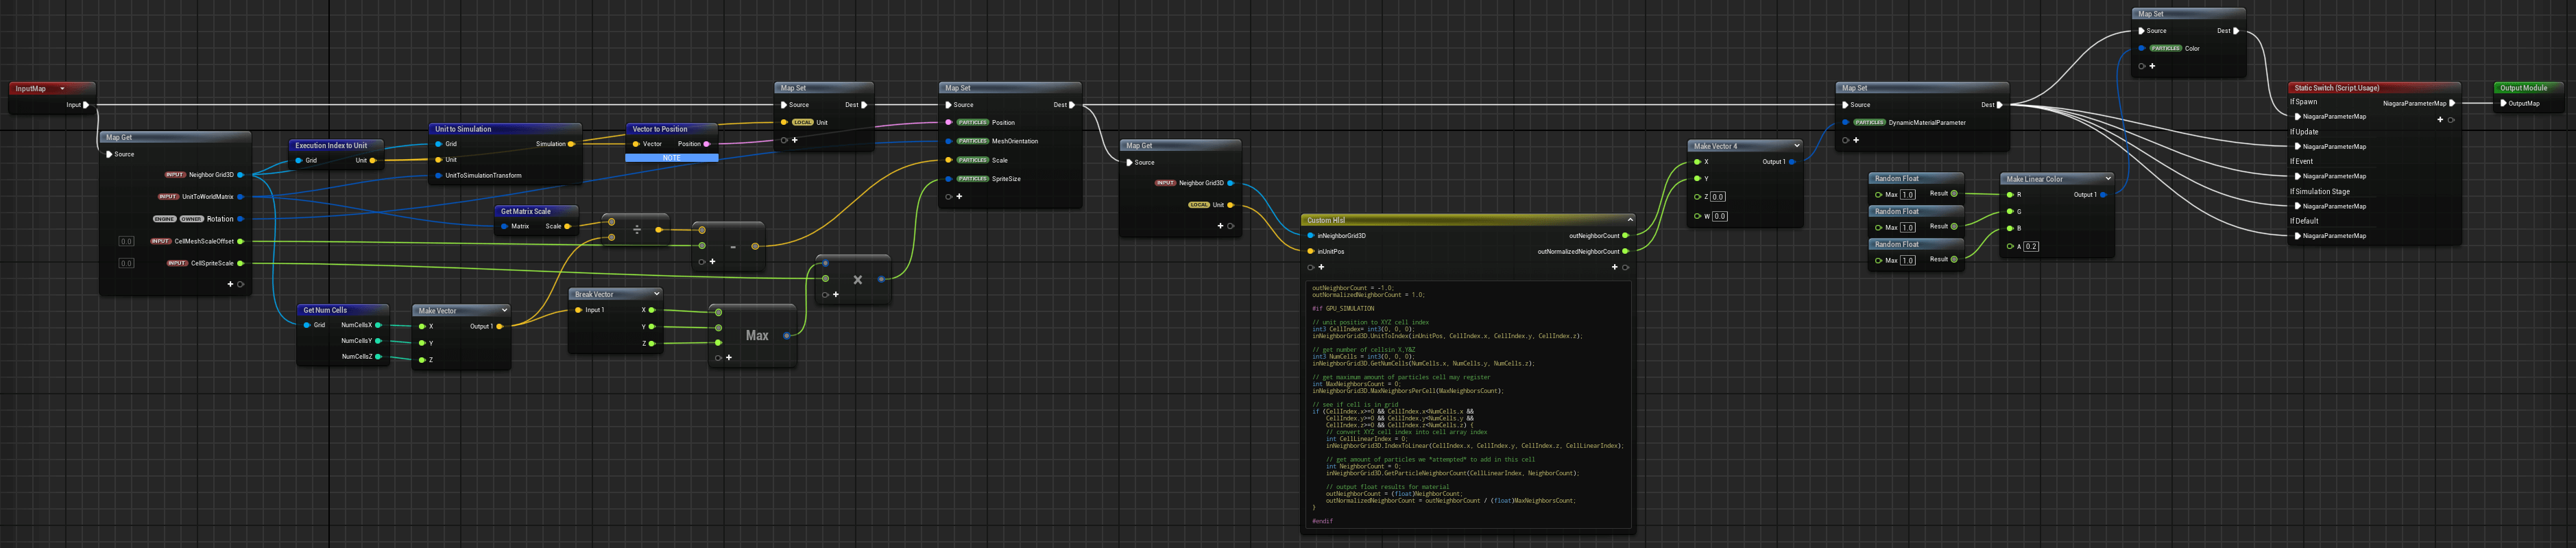 InputMap
Input
Map Get
Source
INPUT Neighbor Grid3D
INPUT UnitToWorldMatrix
ENGINE OWNER Rotation
0.0 INPUT CellMeshScaleOffset
0.0 INPUT CellSpriteScale
+
Execution Index to Unit
Grid Unit
Get Num Cells
Grid NumCellsX
NumCellsY
NumCellsZ
Make Vector
X Output 1
Y
Z
Unit to Simulation
Grid Simulation
Unit
UnitToSimulationTransform
Get Matrix Scale
Matrix Scale
Vector to Position
Vector Position
NOTE
÷
-
+
Break Vector
Input 1 X
Y
Z
Max
+
×
+
Map Set
Source Dest
LOCAL Unit
+
Map Set
Source Dest
PARTICLES Position
PARTICLES MeshOrientation
PARTICLES Scale
PARTICLES SpriteSize
+
Map Get
Source
INPUT Neighbor Grid3D
LOCAL Unit
+
Custom Hlsl
inNeighborGrid3D outNeighborCount
inUnitPos outNormalizedNeighborCount
+ +
outNeighborCount = -1.0;
outNormalizedNeighborCount = 1.0;
#if GPU_SIMULATION
// unit position to XYZ cell index
int3 CellIndex= int3(0, 0, 0);
inNeighborGrid3D.UnitToIndex(inUnitPos, CellIndex.x, CellIndex.y, CellIndex.z);
// get number of cellsin X,Y&Z
int3 NumCells = int3(0, 0, 0);
inNeighborGrid3D.GetNumCells(NumCells.x, NumCells.y, NumCells.z);
// get maximum amount of particles cell may register
int MaxNeighborsCount = 0;
inNeighborGrid3D.MaxNeighborsPerCell(MaxNeighborsCount);
// see if cell is in grid
if (CellIndex.x>=0 && CellIndex.x<NumCells.x &&
CellIndex.y>=0 && CellIndex.y<NumCells.y &&
CellIndex.z>=0 && CellIndex.z<NumCells.z) {
// convert XYZ cell index into cell array index
int CellLinearIndex = 0;
inNeighborGrid3D.IndexToLinear(CellIndex.x, CellIndex.y, CellIndex.z, CellLinearIndex);
// get amount of particles we *attempted* to add in this cell
int NeighborCount = 0;
inNeighborGrid3D.GetParticleNeighborCount(CellLinearIndex, NeighborCount);
// output float results for material
outNeighborCount = (float)NeighborCount;
outNormalizedNeighborCount = outNeighborCount / (float)MaxNeighborsCount;
}
#endif
Make Vector 4
X Output 1
Y
Z 0.0
W 0.0
Map Set
Source Dest
PARTICLES DynamicMaterialParameter
+
Random Float
Max 1.0 Result
Random Float
Max 1.0 Result
Random Float
Max 1.0 Result
Make Linear Color
R Output 1
G
B
A 0.2
Map Set
Source Dest
PARTICLES Color
+
Static Switch (Script.Usage)
If Spawn NiagaraParameterMap
NiagaraParameterMap +
If Update
NiagaraParameterMap
If Event
NiagaraParameterMap
If Simulation Stage
NiagaraParameterMap
If Default
NiagaraParameterMap
Output Module
OutputMap